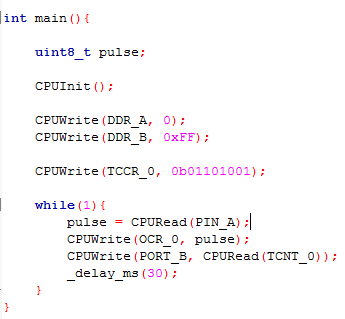 int main(){
uint8_t pulse;
CPUInit();
CPUWrite(DDR_A, 0);
CPUWrite(DDR_B, 0xFF);
CPUWrite(TCCR_0, 0b01101001);
while(1){
pulse = CPURead(PIN_A);
CPUWrite(OCR_0, pulse);
CPUWrite(PORT_B, CPURead(TCNT_0));
_delay_ms(30);
}
}